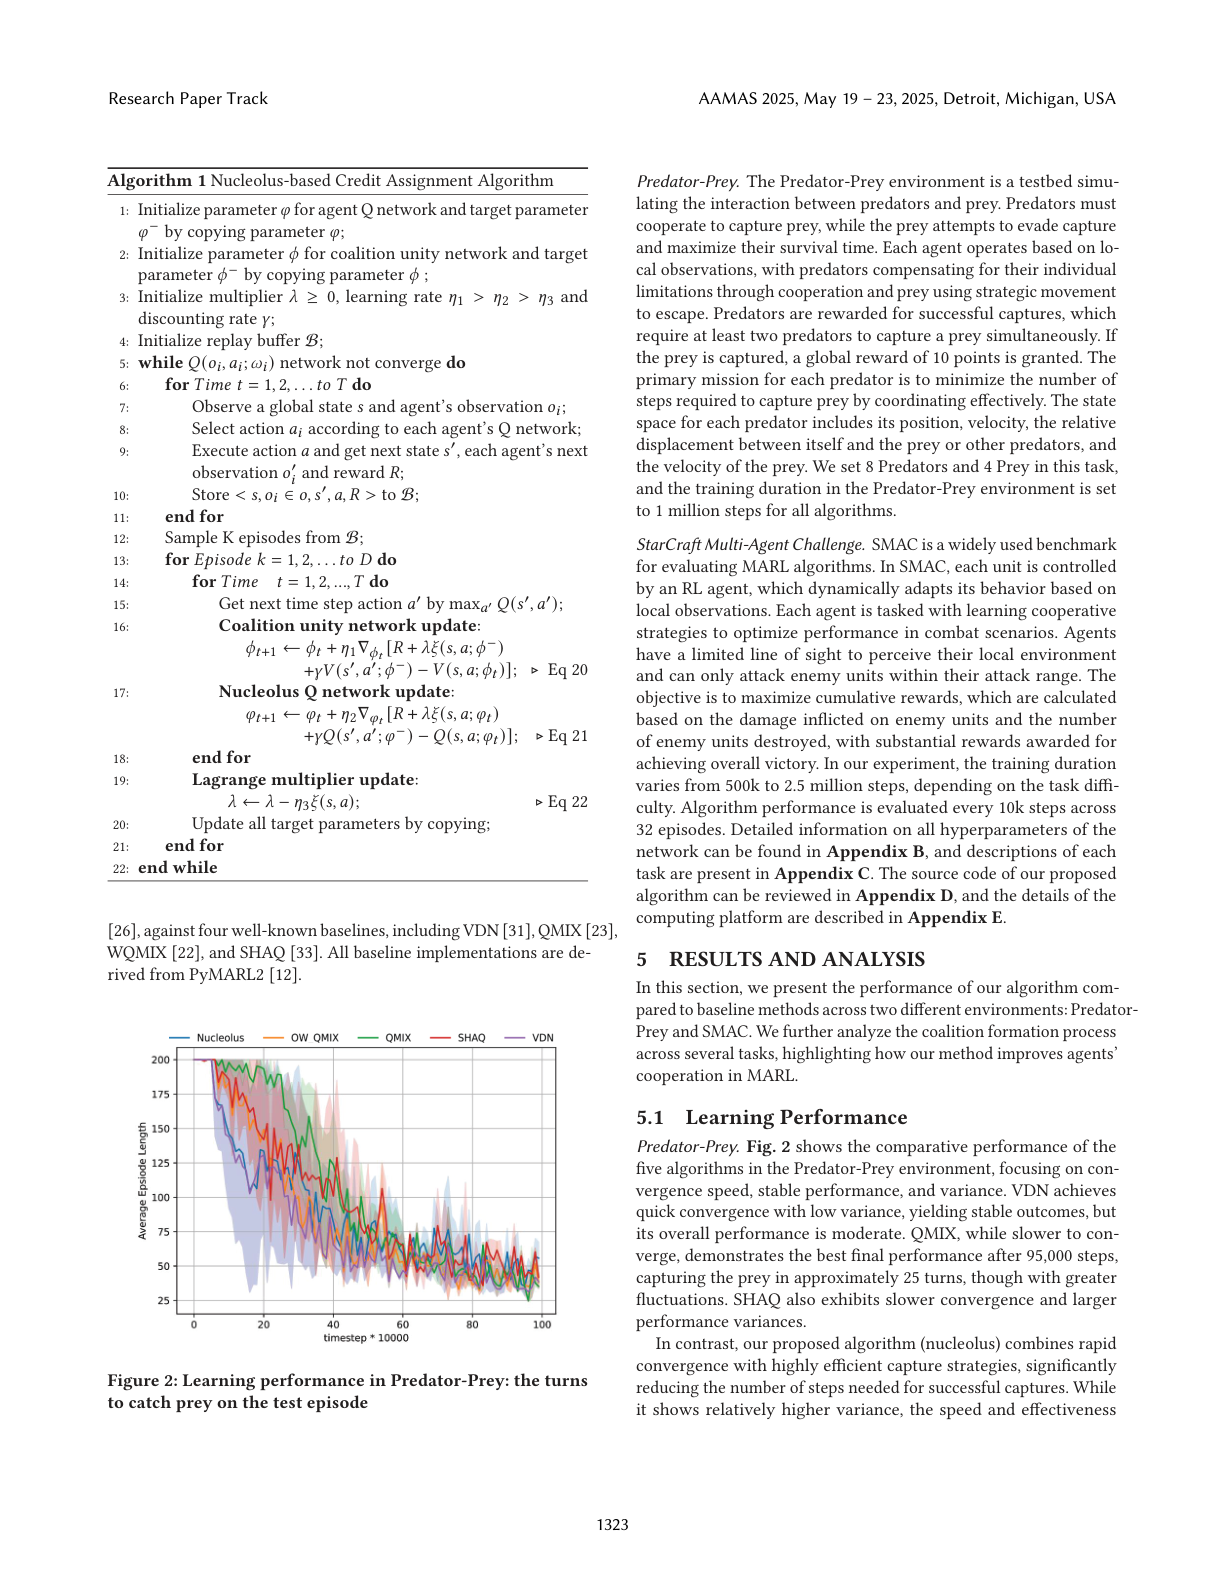 Research Paper Track
AAMAS 2025, May 19 – 23, 2025, Detroit, Michigan, USA
Algorithm 1 Nucleolus-based Credit Assignment Algorithm
1: Initialize parameter φ for agent Q network and target parameter
φ⁻ by copying parameter φ;
2: Initialize parameter ϕ for coalition unity network and target
parameter ϕ⁻ by copying parameter ϕ ;
3: Initialize multiplier λ ≥ 0, learning rate η₁ > η₂ > η₃ and
discounting rate γ;
4: Initialize replay buffer ℬ;
5: while Q(oᵢ, aᵢ; ωᵢ) network not converge do
6: for Time t = 1, 2, . . . to T do
7: Observe a global state s and agent's observation oᵢ;
8: Select action aᵢ according to each agent's Q network;
9: Execute action a and get next state s′, each agent's next
observation o′ᵢ and reward R;
10: Store < s, oᵢ ∈ o, s′, a, R > to ℬ;
11: end for
12: Sample K episodes from ℬ;
13: for Episode k = 1, 2, . . . to D do
14: for Time t = 1, 2, ..., T do
15: Get next time step action a′ by max_{a′} Q(s′, a′);
16: Coalition unity network update:
ϕ_{t+1} ← ϕ_t + η₁∇_{ϕ_t} [R + λξ(s, a; ϕ⁻)
+γV(s′, a′; ϕ⁻) − V(s, a; ϕ_t)]; ▹ Eq 20
17: Nucleolus Q network update:
φ_{t+1} ← φ_t + η₂∇_{φ_t} [R + λξ(s, a; φ_t)
+γQ(s′, a′; φ⁻) − Q(s, a; φ_t)]; ▹ Eq 21
18: end for
19: Lagrange multiplier update:
λ ← λ − η₃ξ(s, a); ▹ Eq 22
20: Update all target parameters by copying;
21: end for
22: end while
[26], against four well-known baselines, including VDN [31], QMIX [23],
WQMIX [22], and SHAQ [33]. All baseline implementations are de-
rived from PyMARL2 [12].
Nucleolus OW QMIX QMIX SHAQ VDN
200
175
150
125
100
75
50
25
Average Epsiode Length
0 20 40 60 80 100
timestep * 10000
Figure 2: Learning performance in Predator-Prey: the turns
to catch prey on the test episode
Predator-Prey. The Predator-Prey environment is a testbed simu-
lating the interaction between predators and prey. Predators must
cooperate to capture prey, while the prey attempts to evade capture
and maximize their survival time. Each agent operates based on lo-
cal observations, with predators compensating for their individual
limitations through cooperation and prey using strategic movement
to escape. Predators are rewarded for successful captures, which
require at least two predators to capture a prey simultaneously. If
the prey is captured, a global reward of 10 points is granted. The
primary mission for each predator is to minimize the number of
steps required to capture prey by coordinating effectively. The state
space for each predator includes its position, velocity, the relative
displacement between itself and the prey or other predators, and
the velocity of the prey. We set 8 Predators and 4 Prey in this task,
and the training duration in the Predator-Prey environment is set
to 1 million steps for all algorithms.
StarCraft Multi-Agent Challenge. SMAC is a widely used benchmark
for evaluating MARL algorithms. In SMAC, each unit is controlled
by an RL agent, which dynamically adapts its behavior based on
local observations. Each agent is tasked with learning cooperative
strategies to optimize performance in combat scenarios. Agents
have a limited line of sight to perceive their local environment
and can only attack enemy units within their attack range. The
objective is to maximize cumulative rewards, which are calculated
based on the damage inflicted on enemy units and the number
of enemy units destroyed, with substantial rewards awarded for
achieving overall victory. In our experiment, the training duration
varies from 500k to 2.5 million steps, depending on the task diffi-
culty. Algorithm performance is evaluated every 10k steps across
32 episodes. Detailed information on all hyperparameters of the
network can be found in Appendix B, and descriptions of each
task are present in Appendix C. The source code of our proposed
algorithm can be reviewed in Appendix D, and the details of the
computing platform are described in Appendix E.
5 RESULTS AND ANALYSIS
In this section, we present the performance of our algorithm com-
pared to baseline methods across two different environments: Predator-
Prey and SMAC. We further analyze the coalition formation process
across several tasks, highlighting how our method improves agents'
cooperation in MARL.
5.1 Learning Performance
Predator-Prey. Fig. 2 shows the comparative performance of the
five algorithms in the Predator-Prey environment, focusing on con-
vergence speed, stable performance, and variance. VDN achieves
quick convergence with low variance, yielding stable outcomes, but
its overall performance is moderate. QMIX, while slower to con-
verge, demonstrates the best final performance after 95,000 steps,
capturing the prey in approximately 25 turns, though with greater
fluctuations. SHAQ also exhibits slower convergence and larger
performance variances.
In contrast, our proposed algorithm (nucleolus) combines rapid
convergence with highly efficient capture strategies, significantly
reducing the number of steps needed for successful captures. While
it shows relatively higher variance, the speed and effectiveness
1323